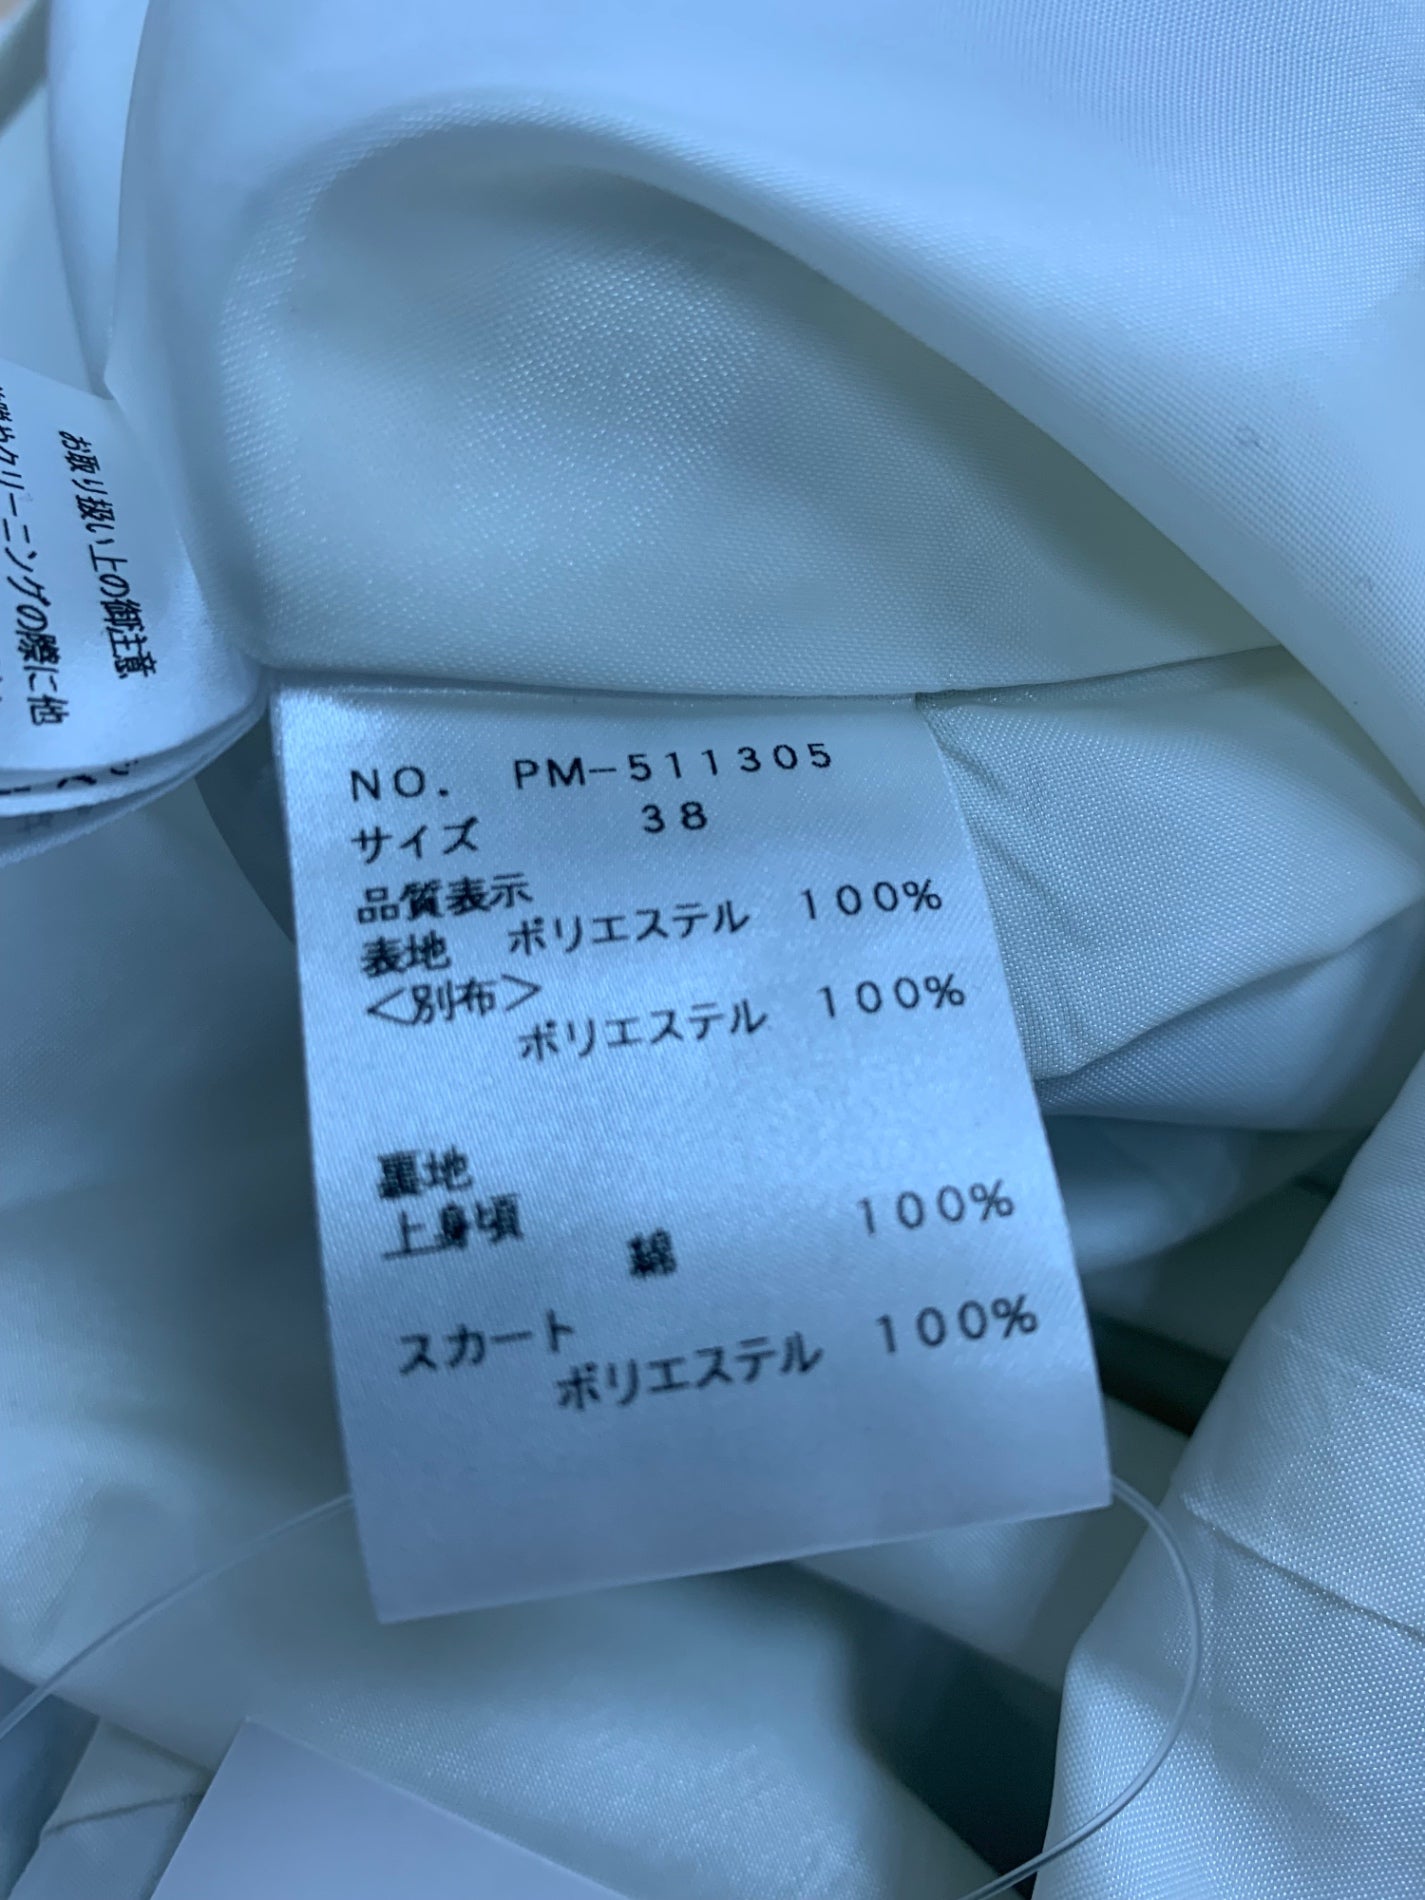 お取り扱い上の御注意
クリーニングの際に他
NO. PM-511305
サイズ 38
品質表示
表地 ポリエステル 100%
<別布>
ポリエステル 100%
裏地
上身頃
綿 100%
スカート
ポリエステル 100%